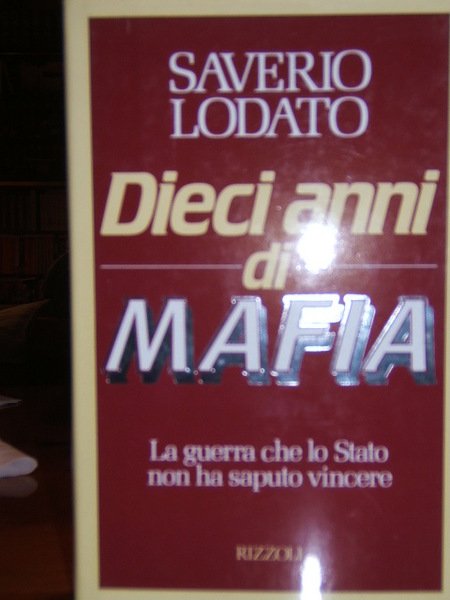 SAVERIO
LODATO
Dieci anni
di
MAFIA
La guerra che lo Stato
non ha saputo vincere
RIZZOLI